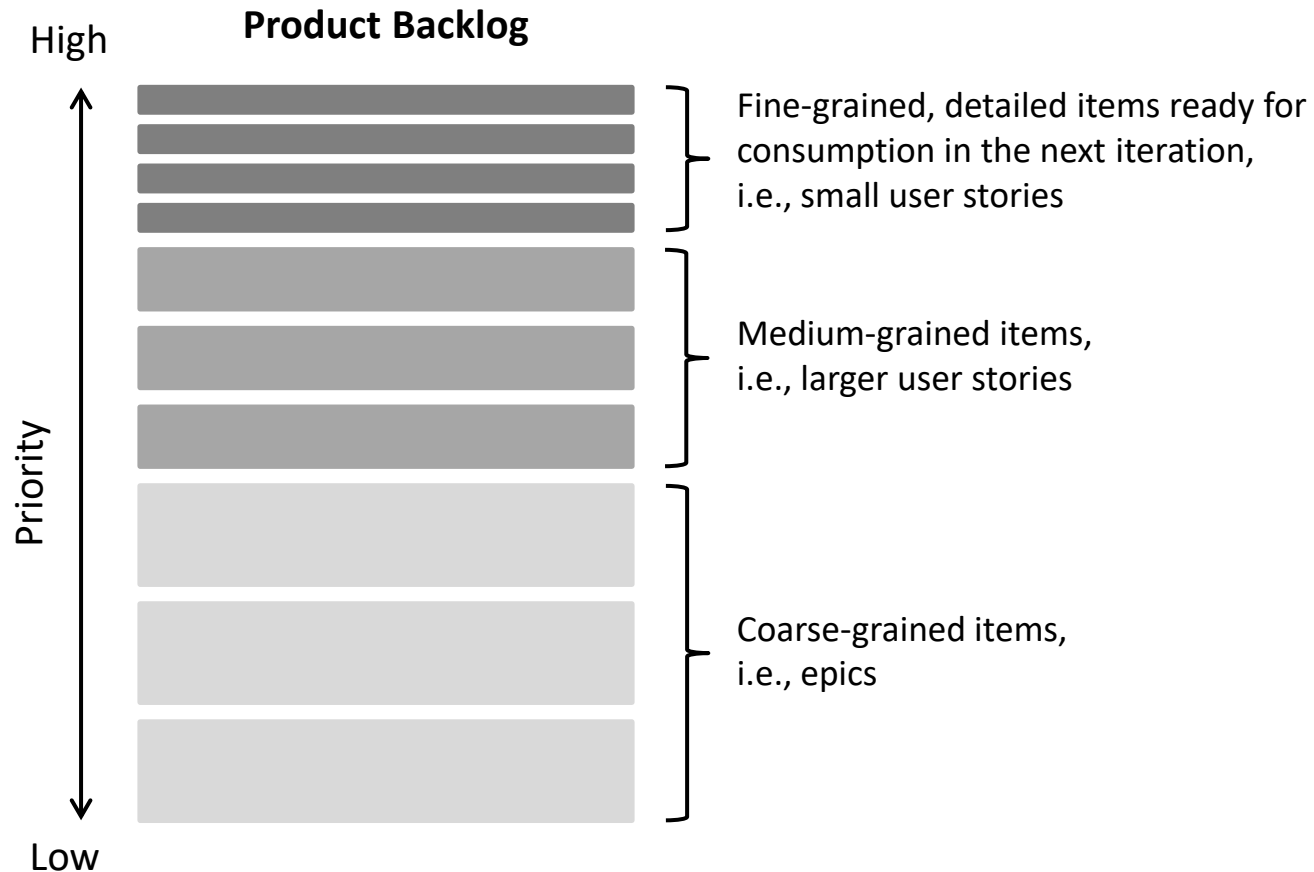 Product Backlog
High
Fine-grained, detailed items ready for
consumption in the next iteration,
i.e., small user stories
Medium-grained items,
i.e., larger user stories
Priority
Coarse-grained items,
i.e., epics
Low